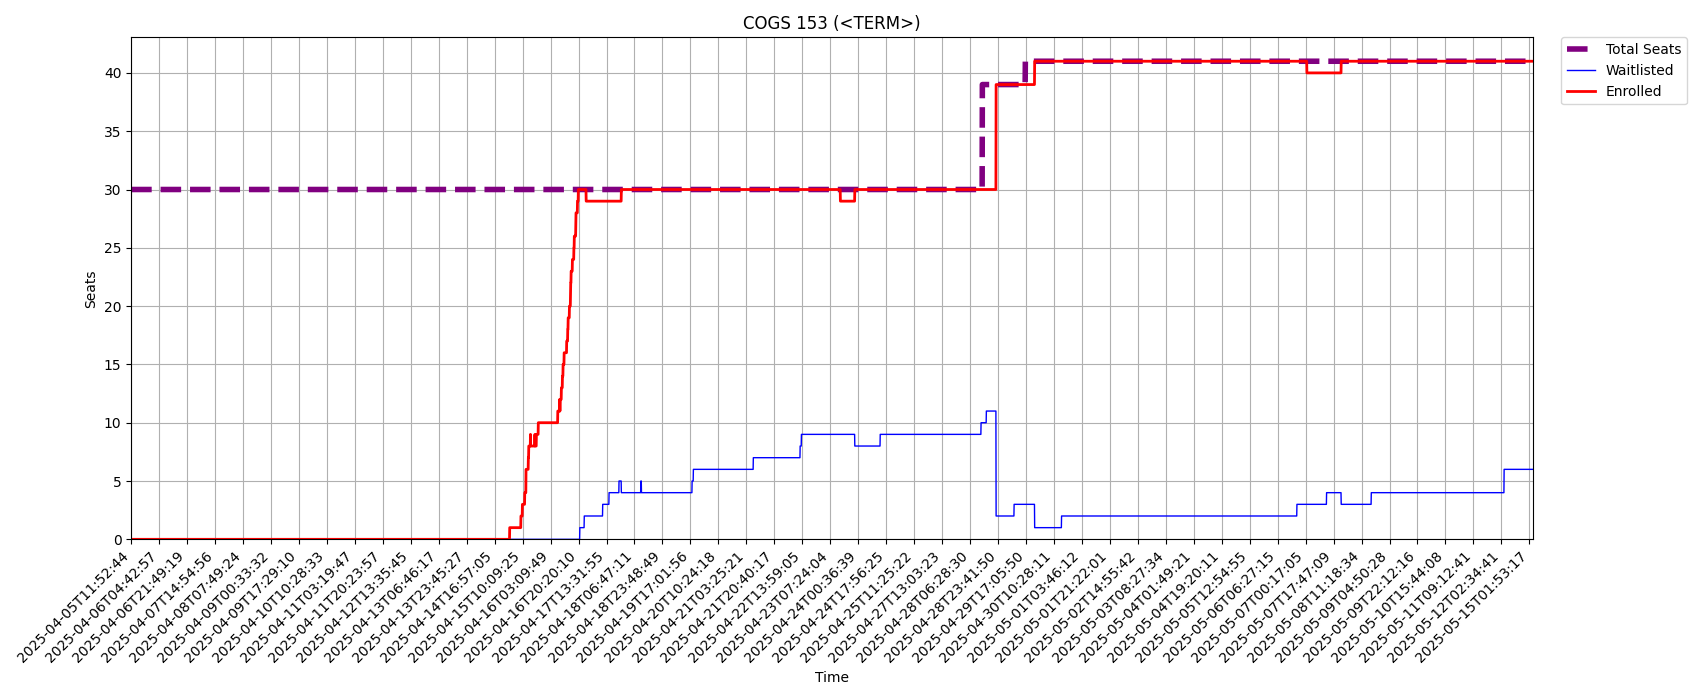 COGS 153 (<TERM>)
Total Seats
Waitlisted
Enrolled
40
35
30
25
20
15
10
5
0
Seats
2025-04-05T11:52:44
2025-04-06T04:42:57
2025-04-06T21:49:19
2025-04-07T14:54:56
2025-04-08T07:49:24
2025-04-09T00:33:32
2025-04-09T17:29:10
2025-04-10T10:28:33
2025-04-11T03:19:47
2025-04-11T20:23:57
2025-04-12T13:35:45
2025-04-13T06:46:17
2025-04-13T23:45:27
2025-04-14T16:57:05
2025-04-15T10:09:25
2025-04-16T03:09:49
2025-04-16T20:20:10
2025-04-17T13:31:55
2025-04-18T06:47:11
2025-04-18T23:48:49
2025-04-19T17:01:56
2025-04-20T10:24:18
2025-04-21T03:25:21
2025-04-21T20:40:17
2025-04-22T13:59:05
2025-04-23T07:24:04
2025-04-24T00:36:39
2025-04-24T17:56:25
2025-04-25T11:25:22
2025-04-27T13:03:23
2025-04-28T06:28:30
2025-04-28T23:41:50
2025-04-29T17:05:50
2025-04-30T10:28:11
2025-05-01T03:46:12
2025-05-01T21:22:01
2025-05-02T14:55:42
2025-05-03T08:27:34
2025-05-04T01:49:21
2025-05-04T19:20:11
2025-05-05T12:54:55
2025-05-06T06:27:15
2025-05-07T00:17:05
2025-05-07T17:47:09
2025-05-08T11:18:34
2025-05-09T04:50:28
2025-05-09T22:12:16
2025-05-10T15:44:08
2025-05-11T09:12:41
2025-05-12T02:34:41
2025-05-15T01:53:17
Time